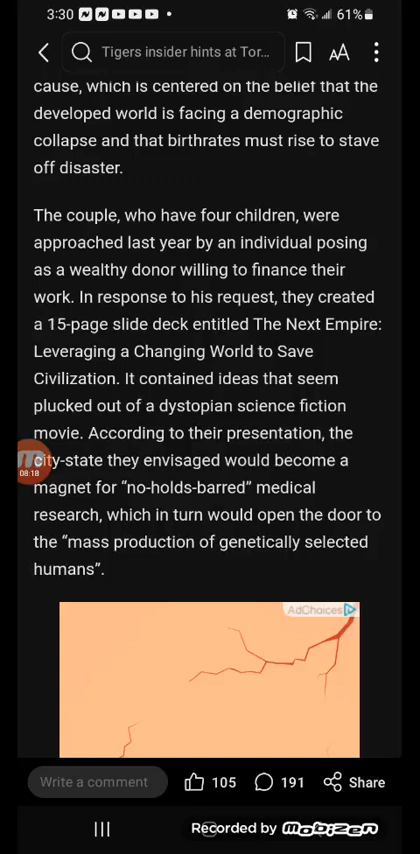 3:30 61%
Tigers insider hints at Tor... AA
cause, which is centered on the belief that the
developed world is facing a demographic
collapse and that birthrates must rise to stave
off disaster.
The couple, who have four children, were
approached last year by an individual posing
as a wealthy donor willing to finance their
work. In response to his request, they created
a 15-page slide deck entitled The Next Empire:
Leveraging a Changing World to Save
Civilization. It contained ideas that seem
plucked out of a dystopian science fiction
movie. According to their presentation, the
city-state they envisaged would become a
08:18
magnet for “no-holds-barred” medical
research, which in turn would open the door to
the “mass production of genetically selected
humans”.
AdChoices
Write a comment 105 191 Share
Recorded by mobizen